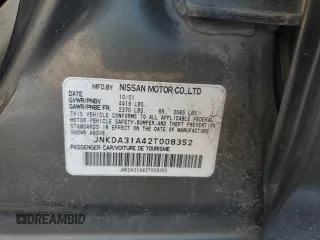 MFD.BY NISSAN MOTOR CO.,LTD
DATE 10/01
GVWR/PNBV 4419 LBS.
GAWR/PNBE FR. 2370 LBS. RR. 2085 LBS.
THIS VEHICLE CONFORMS TO ALL APPLICABLE FEDERAL
MOTOR VEHICLE SAFETY, BUMPER, AND THEFT PREVENTION
STANDARDS IN EFFECT ON THE DATE OF MANUFACTURE
SHOWN ABOVE.
JNKDA31A42T008352
PASSENGER CAR/VOITURE DE TOURISME
JNKDA31A42T008352